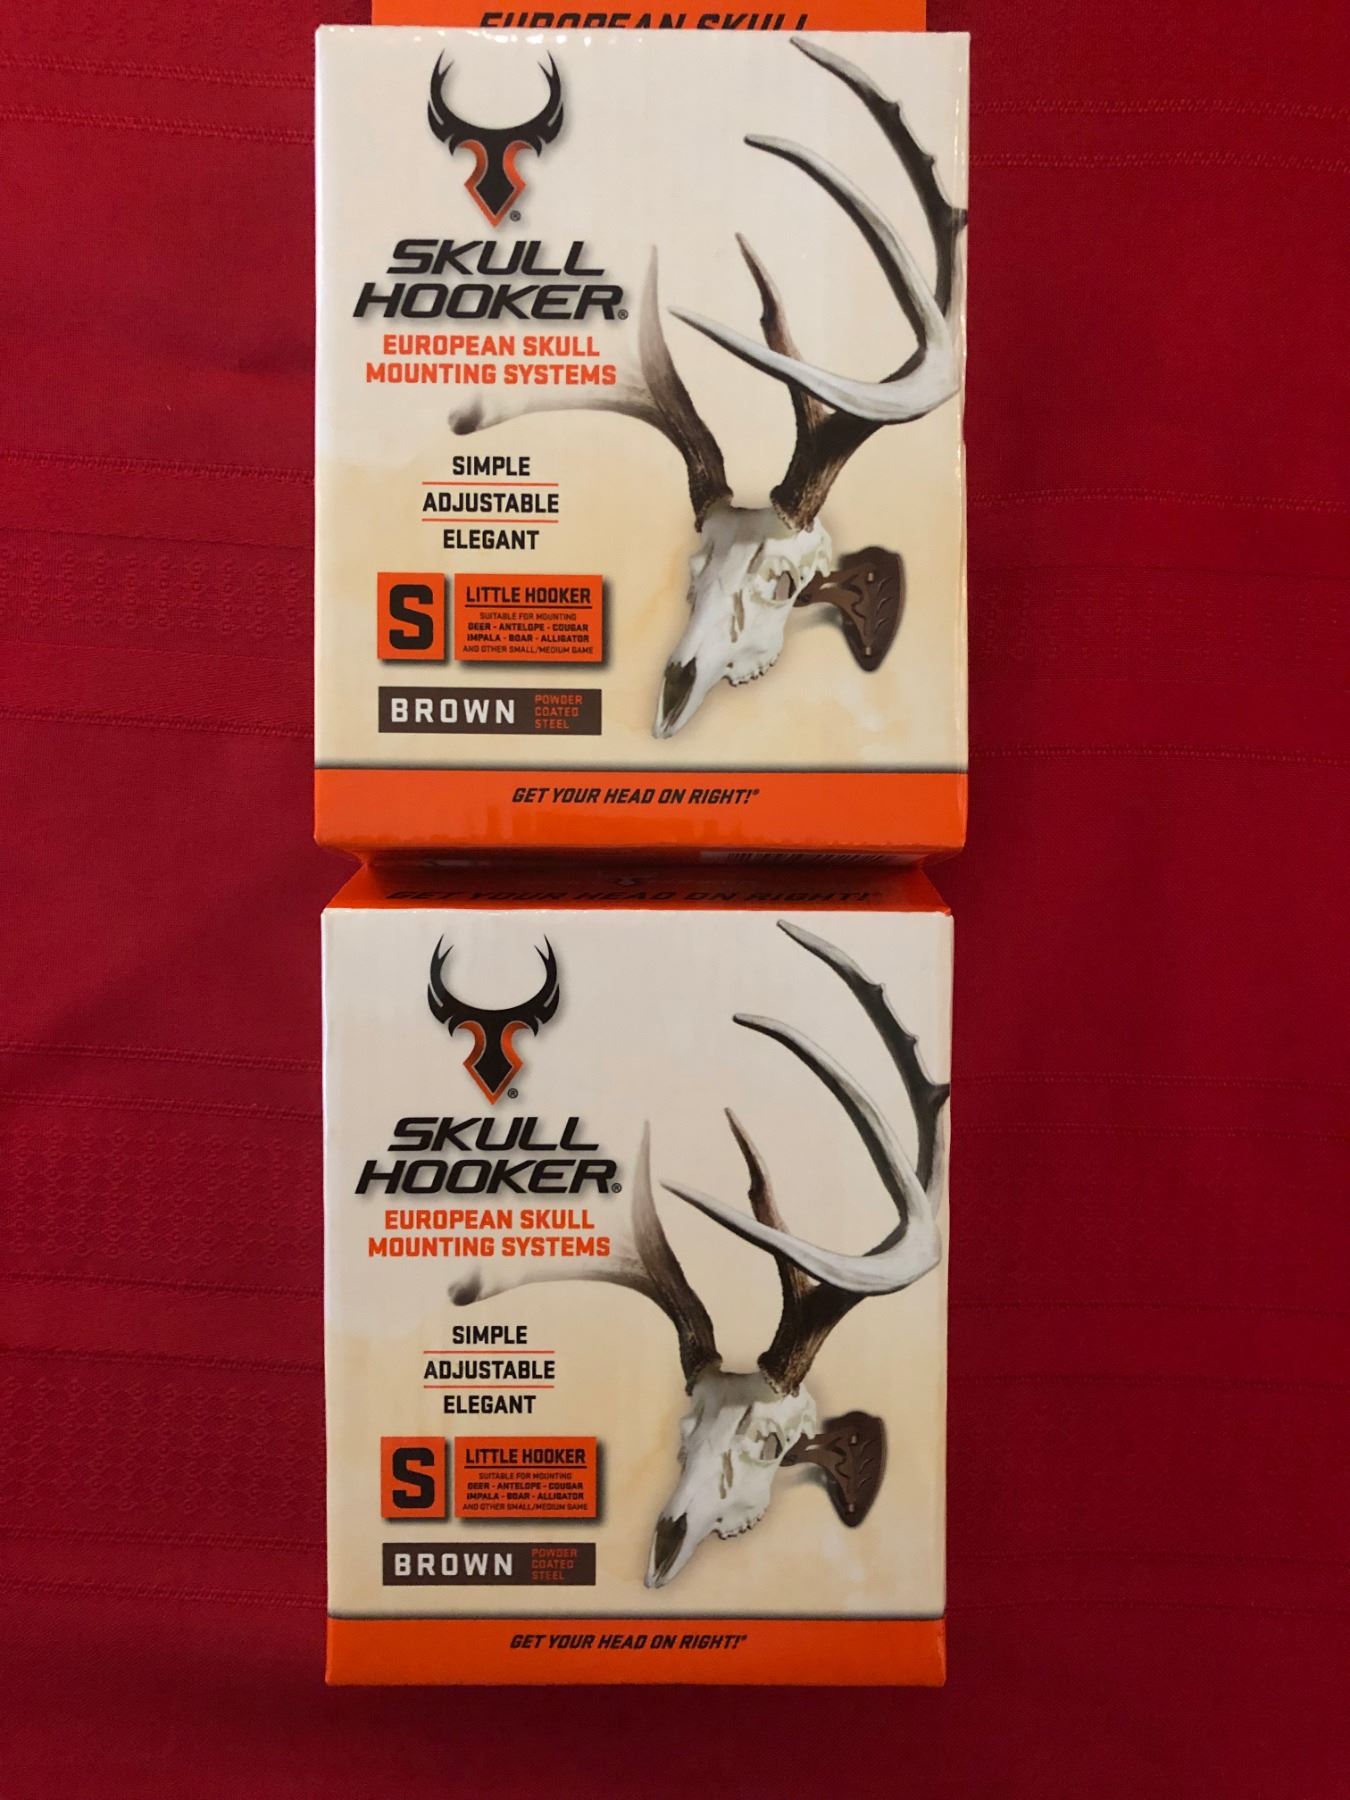 EUROPEAN SKULL
®
SKULL
HOOKER®
EUROPEAN SKULL
MOUNTING SYSTEMS
SIMPLE
ADJUSTABLE
ELEGANT
S
LITTLE HOOKER
SUITABLE FOR MOUNTING
DEER - ANTELOPE - COUGAR
IMPALA - BOAR - ALLIGATOR
AND OTHER SMALL/MEDIUM GAME
BROWN
POWDER
COATED
STEEL
GET YOUR HEAD ON RIGHT!®
GET YOUR HEAD ON RIGHT!®
®
SKULL
HOOKER®
EUROPEAN SKULL
MOUNTING SYSTEMS
SIMPLE
ADJUSTABLE
ELEGANT
S
LITTLE HOOKER
SUITABLE FOR MOUNTING
DEER - ANTELOPE - COUGAR
IMPALA - BOAR - ALLIGATOR
AND OTHER SMALL/MEDIUM GAME
BROWN
POWDER
COATED
STEEL
GET YOUR HEAD ON RIGHT!®